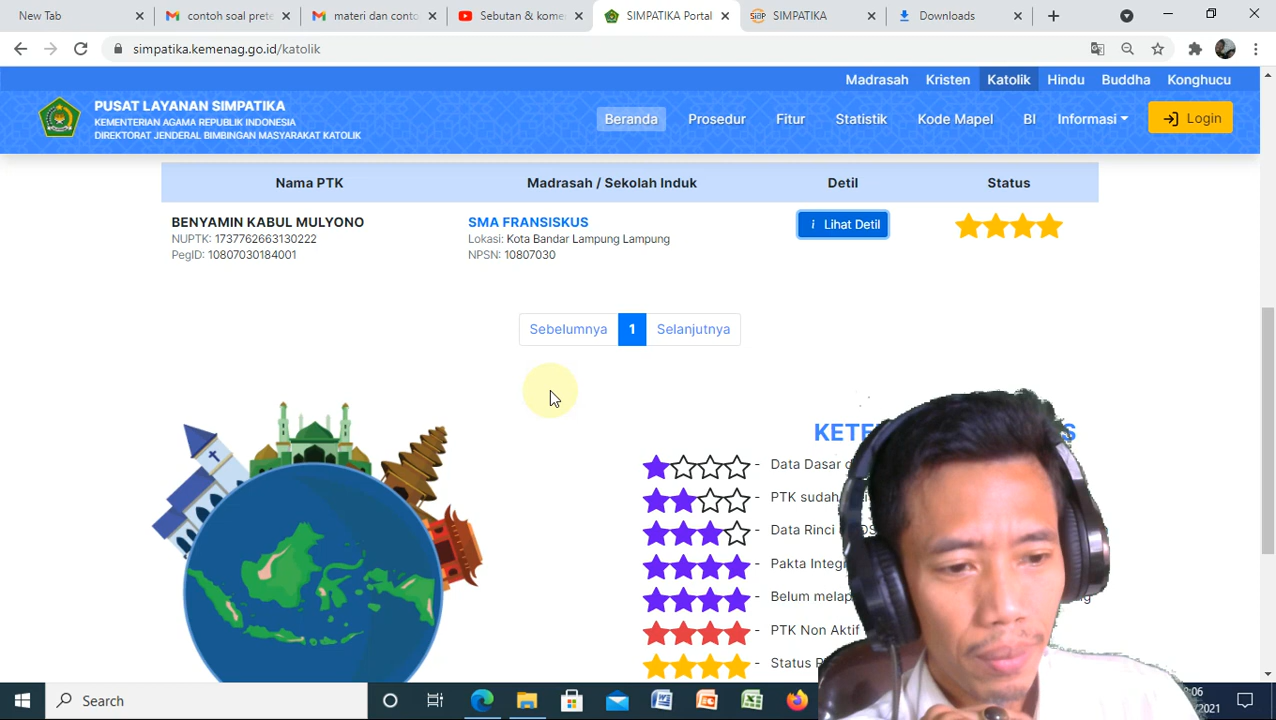 New Tab
contoh soal prete
materi dan conto
Sebutan & kome
SIMPATIKA Portal
SIMPATIKA
Downloads
simpatika.kemenag.go.id/katolik
Madrasah Kristen Katolik Hindu Buddha Konghucu
PUSAT LAYANAN SIMPATIKA
KEMENTERIAN AGAMA REPUBLIK INDONESIA
DIREKTORAT JENDERAL BIMBINGAN MASYARAKAT KATOLIK
Beranda Prosedur Fitur Statistik Kode Mapel BI Informasi Login
Nama PTK Madrasah / Sekolah Induk Detil Status
BENYAMIN KABUL MULYONO
NUPTK: 1737762663130222
PegID: 10807030184001
SMA FRANSISKUS
Lokasi: Kota Bandar Lampung Lampung
NPSN: 10807030
i Lihat Detil
Sebelumnya 1 Selanjutnya
- Data Dasar
- PTK sudah
- Data Rinci
- Pakta Integ
- Belum melap
- PTK Non Aktif
- Status
Search